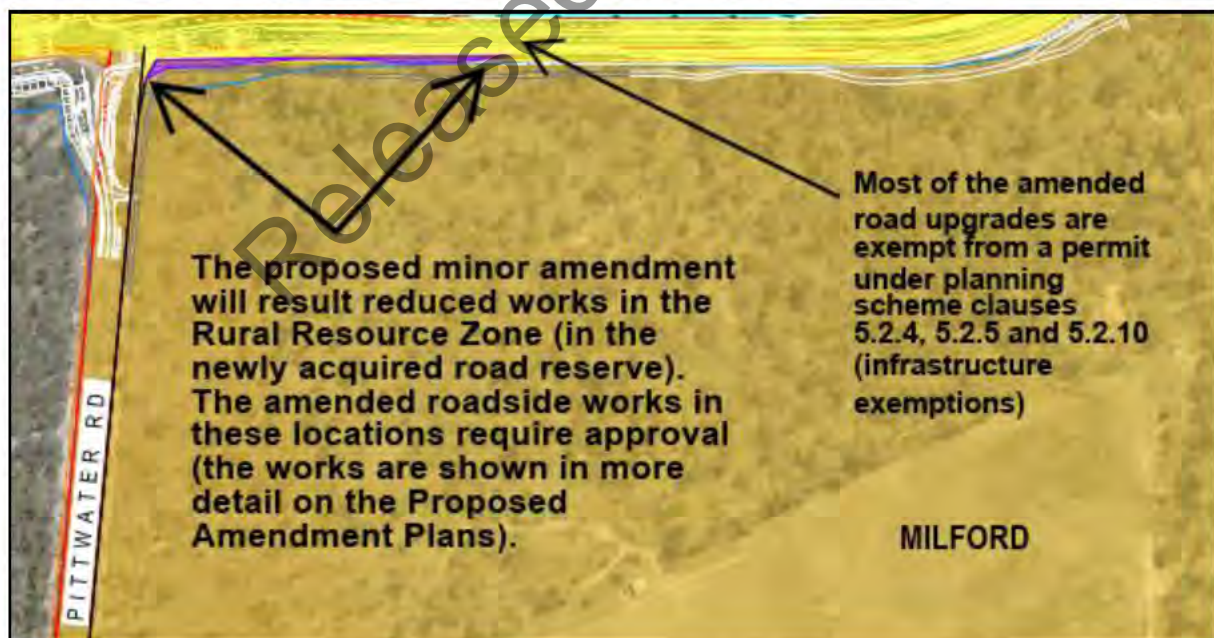 Released
The proposed minor amendment
will result reduced works in the
Rural Resource Zone (in the
newly acquired road reserve).
The amended roadside works in
these locations require approval
(the works are shown in more
detail on the Proposed
Amendment Plans).
Most of the amended
road upgrades are
exempt from a permit
under planning
scheme clauses
5.2.4, 5.2.5 and 5.2.10
(infrastructure
exemptions)
PITTWATER RD
MILFORD